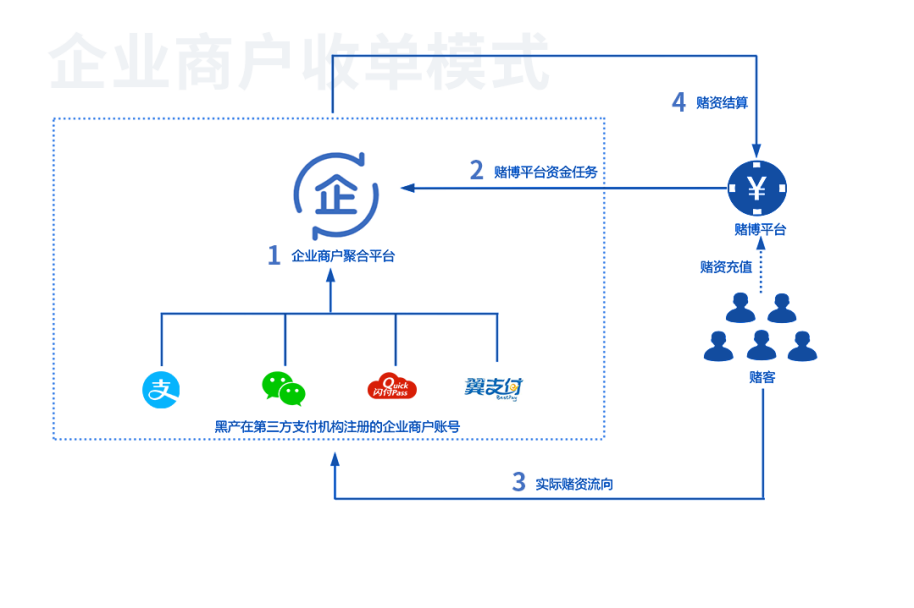 企业商户收单模式
4 赌资结算
2 赌博平台资金任务
企
¥
赌博平台
1 企业商户聚合平台
赌资充值
赌客
支
Quick
闪付Pass
翼支付
BestPay
黑产在第三方支付机构注册的企业商户账号
3 实际赌资流向